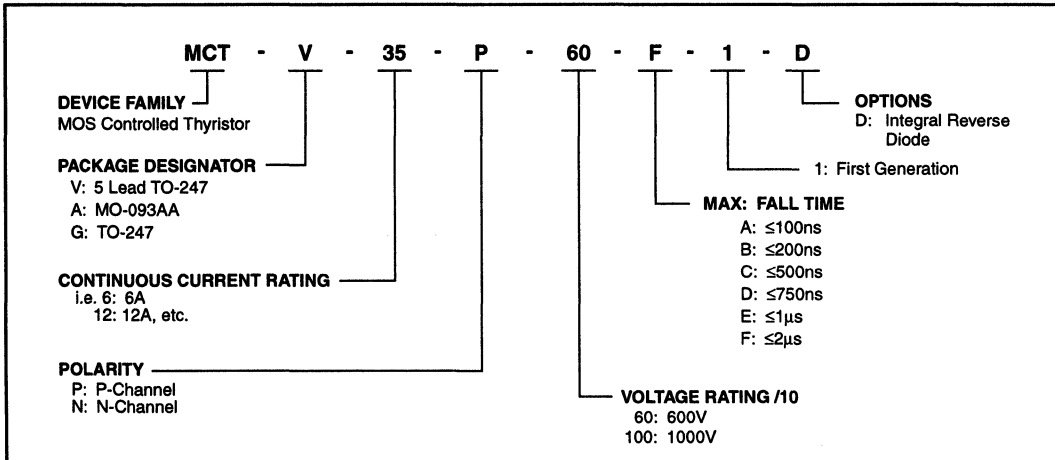 MCT - V - 35 - P - 60 - F - 1 - D
DEVICE FAMILY
MOS Controlled Thyristor
PACKAGE DESIGNATOR
V: 5 Lead TO-247
A: MO-093AA
G: TO-247
CONTINUOUS CURRENT RATING
i.e. 6: 6A
12: 12A, etc.
POLARITY
P: P-Channel
N: N-Channel
OPTIONS
D: Integral Reverse
Diode
1: First Generation
MAX: FALL TIME
A: ≤100ns
B: ≤200ns
C: ≤500ns
D: ≤750ns
E: ≤1µs
F: ≤2µs
VOLTAGE RATING /10
60: 600V
100: 1000V